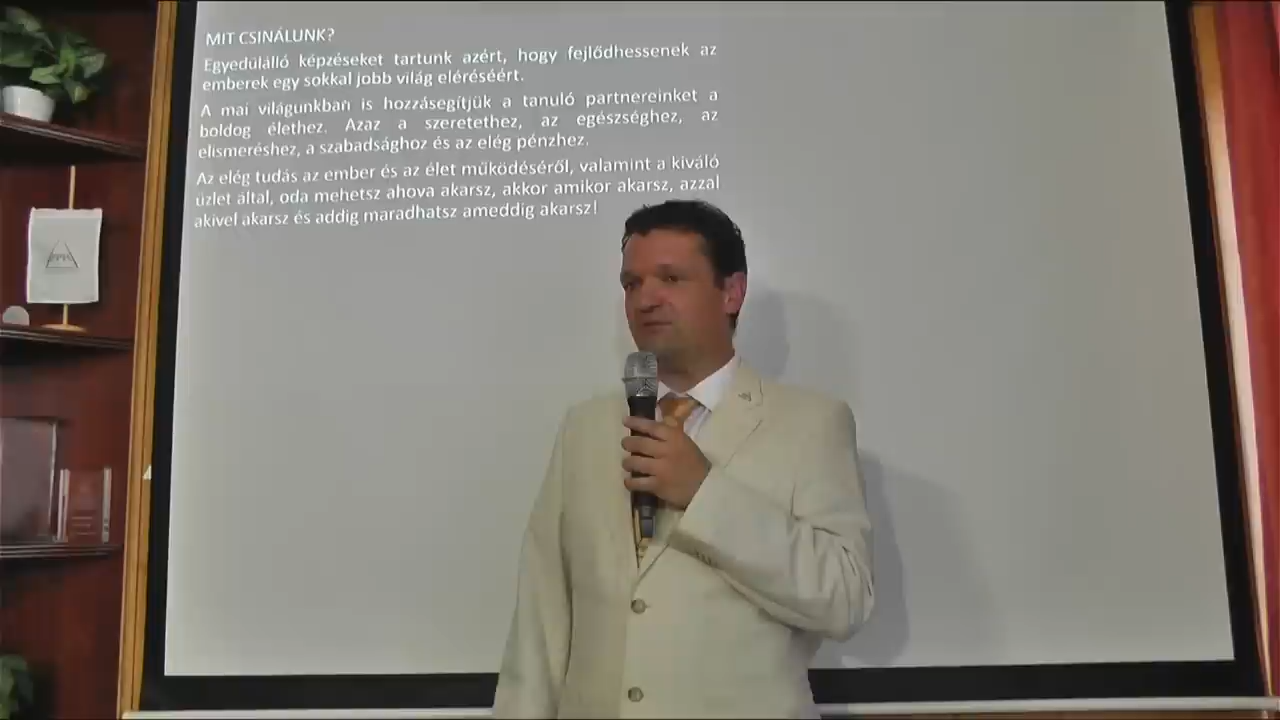 MIT CSINÁLUNK?
Egyedülálló képzéseket tartunk azért, hogy fejlődhessenek az
emberek egy sokkal jobb világ eléréséért.
A mai világunkban is hozzásegítjük a tanuló partnereinket a
boldog élethez. Azaz a szeretethez, az egészséghez, az
elismeréshez, a szabadsághoz és az elég pénzhez.
Az elég tudás az ember és az élet működéséről, valamint a kiváló
üzlet által, oda mehetsz ahova akarsz, akkor amikor akarsz, azzal
akivel akarsz és addig maradhatsz ameddig akarsz!